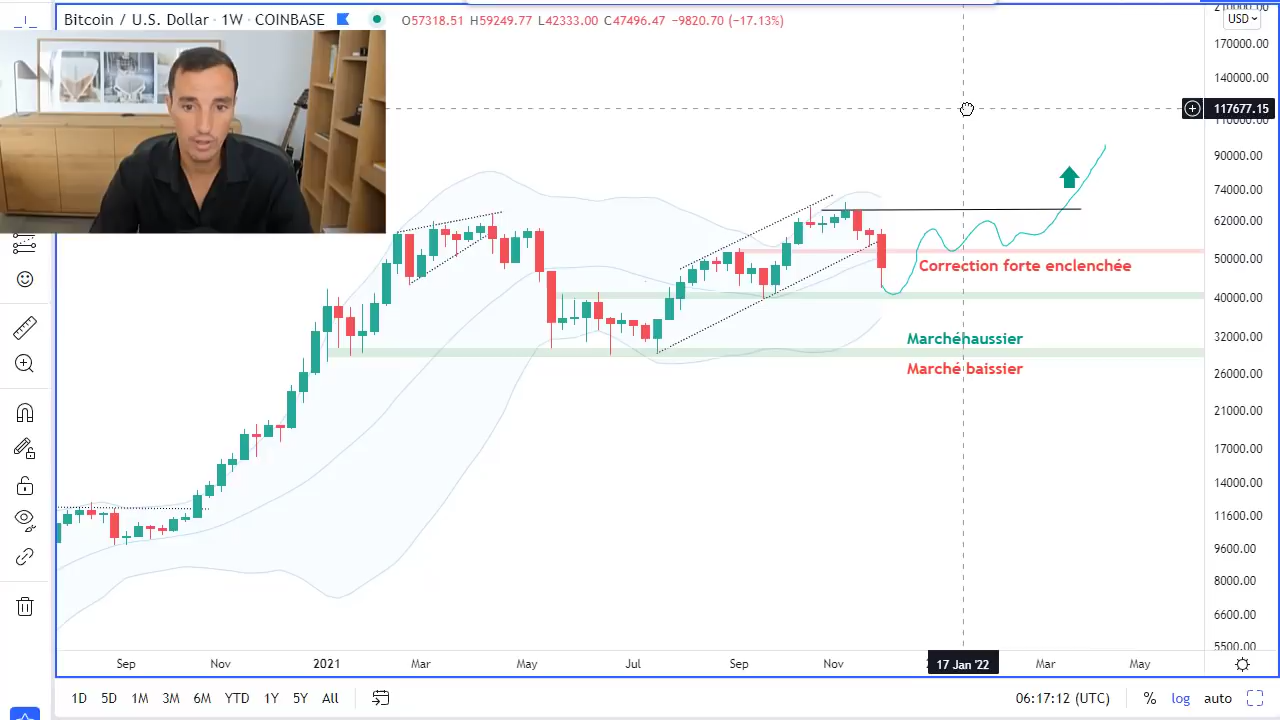 Bitcoin / U.S. Dollar · 1W · COINBASE O57318.51 H59249.77 L42333.00 C47496.47 −9820.70 (−17.13%)
USD
170000.00
140000.00
117677.15
110000.00
90000.00
74000.00
62000.00
50000.00
Correction forte enclenchée
40000.00
Marchéhaussier
32000.00
Marché baissier
26000.00
21000.00
17000.00
14000.00
11600.00
9600.00
8000.00
6600.00
5500.00
Sep Nov 2021 Mar May Jul Sep Nov 17 Jan '22 Mar May
1D 5D 1M 3M 6M YTD 1Y 5Y All 06:17:12 (UTC) % log auto